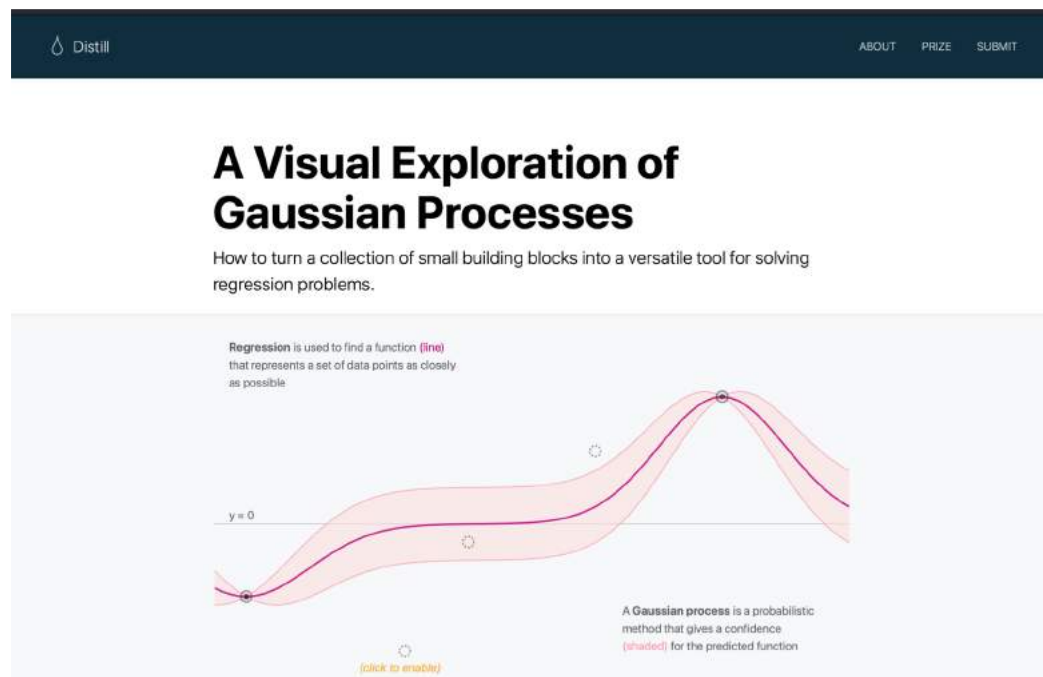 Distill
ABOUT PRIZE SUBMIT
A Visual Exploration of
Gaussian Processes
How to turn a collection of small building blocks into a versatile tool for solving
regression problems.
Regression is used to find a function (line)
that represents a set of data points as closely
as possible
y = 0
A Gaussian process is a probabilistic
method that gives a confidence
(shaded) for the predicted function
(click to enable)